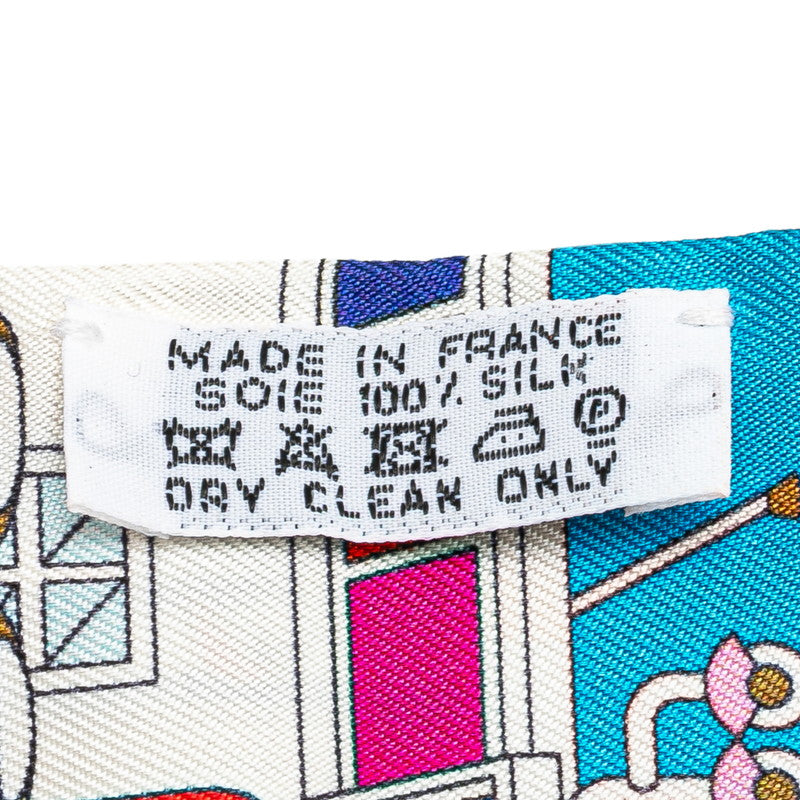 MADE IN FRANCE
SOIE 100% SILK
P
DRY CLEAN ONLY